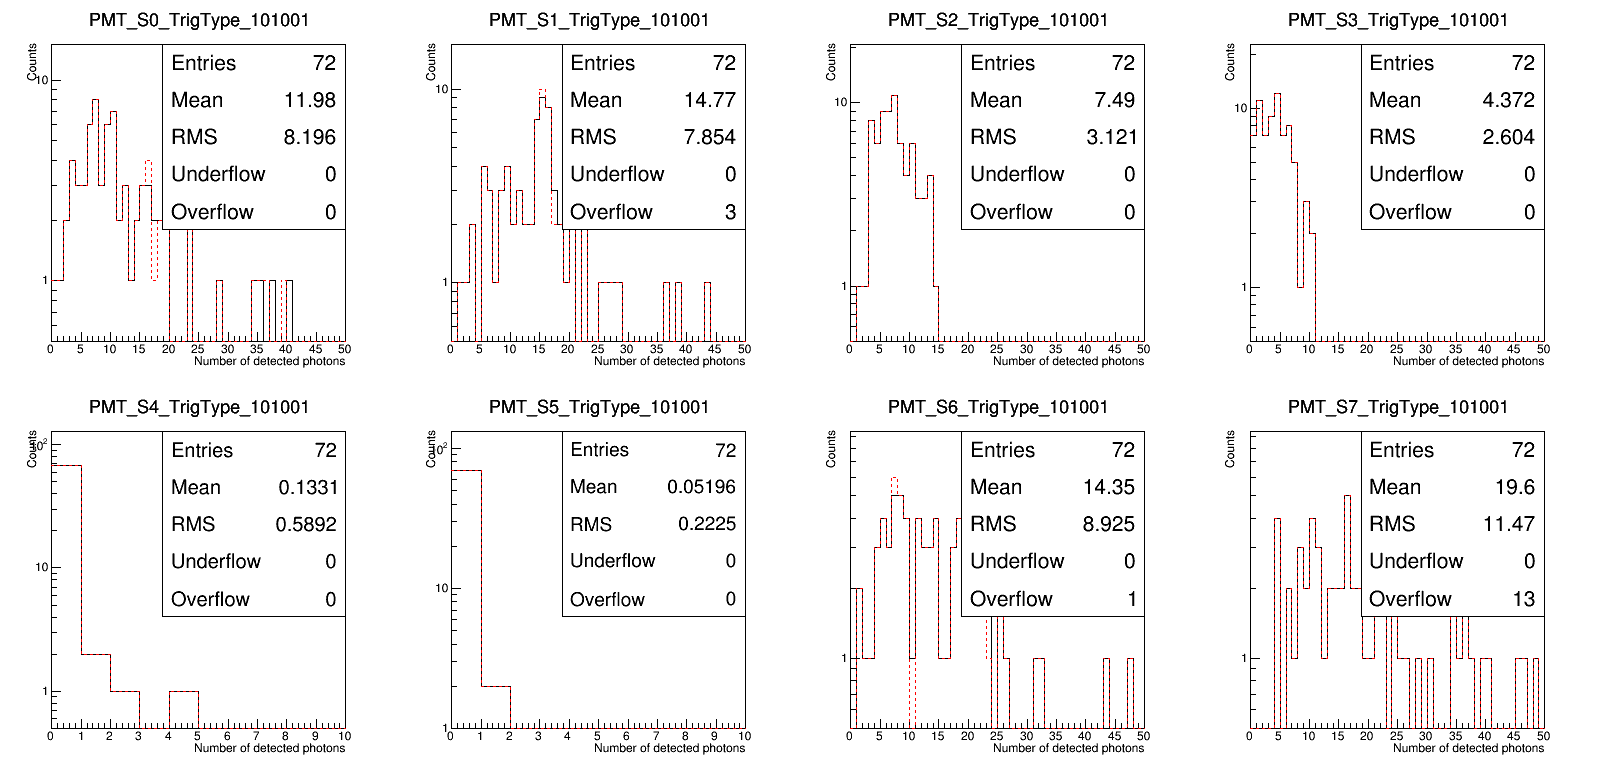 PMT_S0_TrigType_101001
Counts
10
1
Entries 72
Mean 11.98
RMS 8.196
Underflow 0
Overflow 0
0 5 10 15 20 25 30 35 40 45 50
Number of detected photons
PMT_S1_TrigType_101001
Counts
10
1
Entries 72
Mean 14.77
RMS 7.854
Underflow 0
Overflow 3
0 5 10 15 20 25 30 35 40 45 50
Number of detected photons
PMT_S2_TrigType_101001
Counts
10
1
Entries 72
Mean 7.49
RMS 3.121
Underflow 0
Overflow 0
0 5 10 15 20 25 30 35 40 45 50
Number of detected photons
PMT_S3_TrigType_101001
Counts
10
1
Entries 72
Mean 4.372
RMS 2.604
Underflow 0
Overflow 0
0 5 10 15 20 25 30 35 40 45 50
Number of detected photons
PMT_S4_TrigType_101001
Counts
10²
10
1
Entries 72
Mean 0.1331
RMS 0.5892
Underflow 0
Overflow 0
0 1 2 3 4 5 6 7 8 9 10
Number of detected photons
PMT_S5_TrigType_101001
Counts
10²
10
1
Entries 72
Mean 0.05196
RMS 0.2225
Underflow 0
Overflow 0
0 1 2 3 4 5 6 7 8 9 10
Number of detected photons
PMT_S6_TrigType_101001
Counts
1
Entries 72
Mean 14.35
RMS 8.925
Underflow 0
Overflow 1
0 5 10 15 20 25 30 35 40 45 50
Number of detected photons
PMT_S7_TrigType_101001
Counts
1
Entries 72
Mean 19.6
RMS 11.47
Underflow 0
Overflow 13
0 5 10 15 20 25 30 35 40 45 50
Number of detected photons